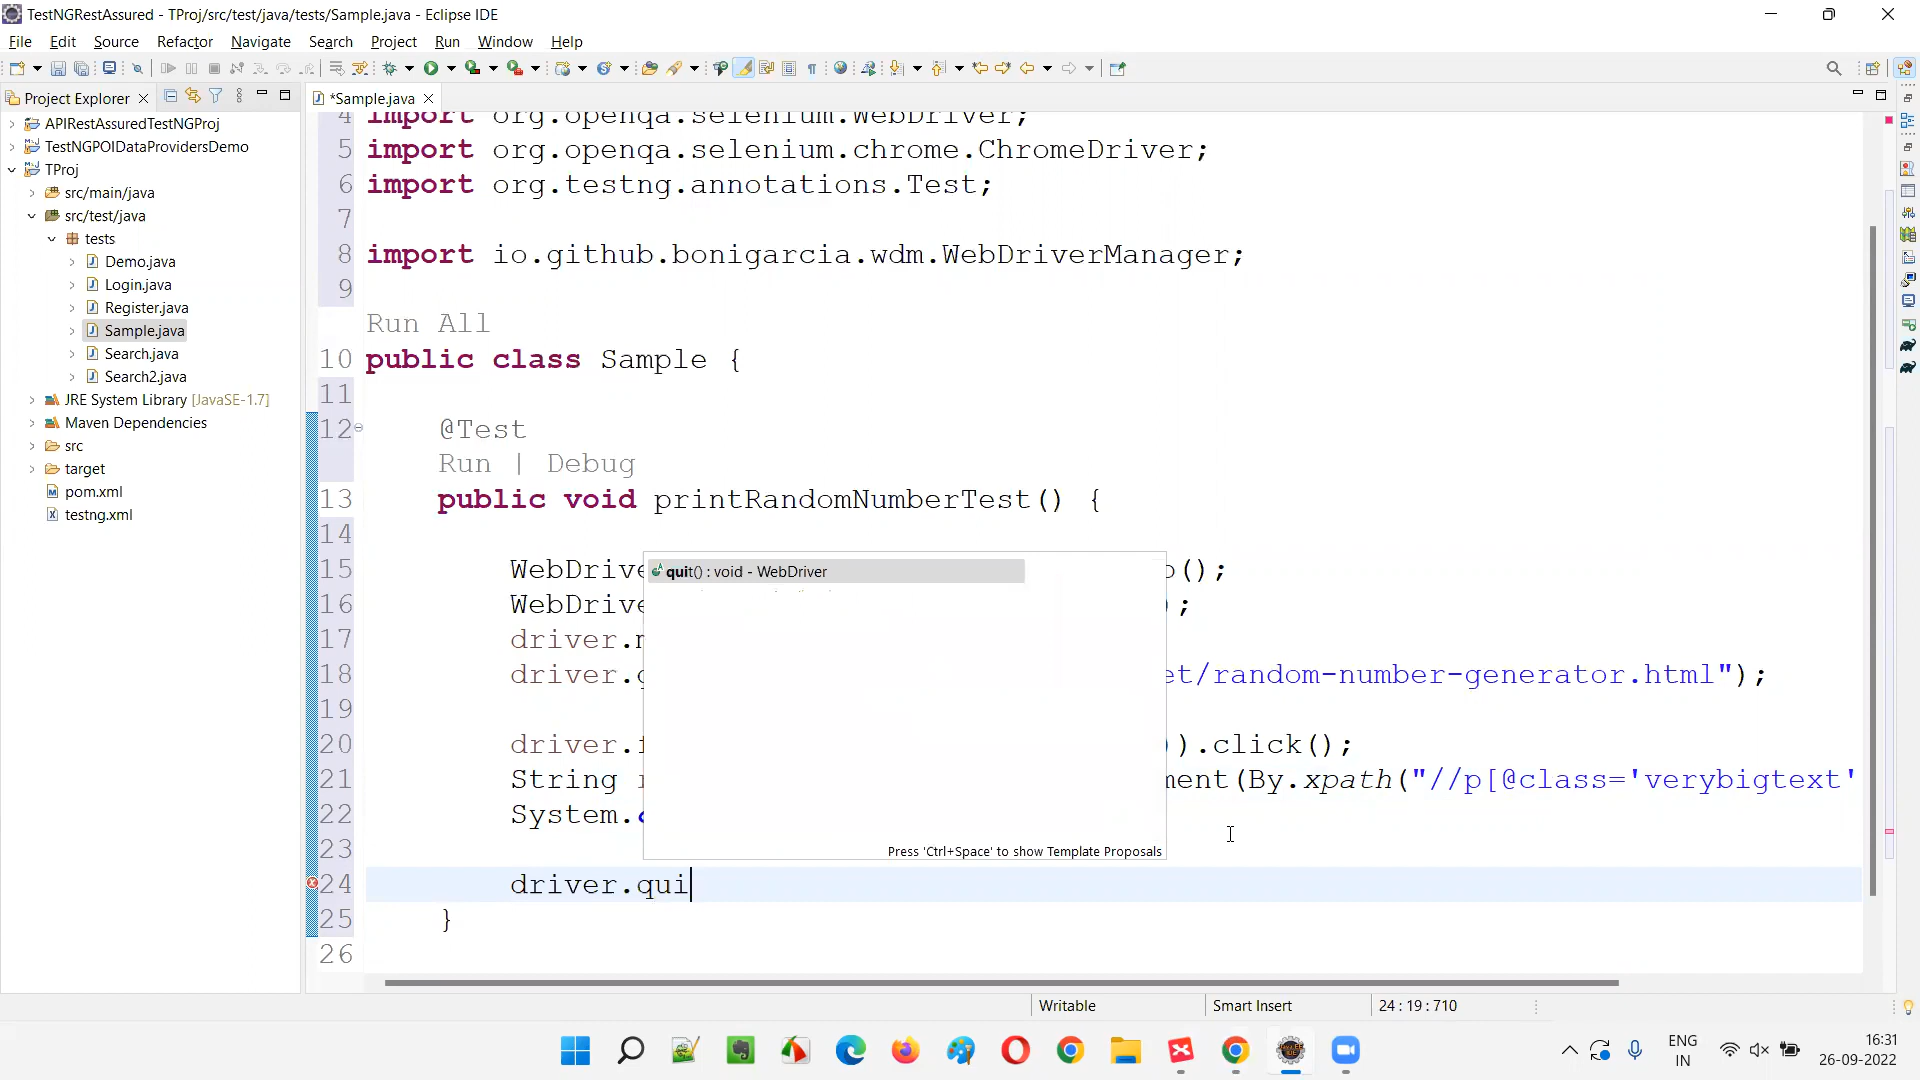 TestNGRestAssured - TProj/src/test/java/tests/Sample.java - Eclipse IDE
File Edit Source Refactor Navigate Search Project Run Window Help
Project Explorer
*Sample.java
APIRestAssuredTestNGProj
TestNGPOIDataProvidersDemo
TProj
src/main/java
src/test/java
tests
Demo.java
Login.java
Register.java
Sample.java
Search.java
Search2.java
JRE System Library [JavaSE-1.7]
Maven Dependencies
src
target
pom.xml
testng.xml
4 import org.openqa.selenium.WebDriver;
5 import org.openqa.selenium.chrome.ChromeDriver;
6 import org.testng.annotations.Test;
7
8 import io.github.bonigarcia.wdm.WebDriverManager;
9
Run All
10 public class Sample {
11
12 @Test
Run | Debug
13 public void printRandomNumberTest() {
14
15 WebDrive ();
16 WebDrive ;
17 driver.
18 driver. et/random-number-generator.html");
19
20 driver. )).click();
21 String ment(By.xpath("//p[@class='verybigtext'
22 System.
23
24 driver.qui
25 }
26
quit() : void - WebDriver
Press 'Ctrl+Space' to show Template Proposals
Writable Smart Insert 24 : 19 : 710
ENG
IN
16:31
26-09-2022